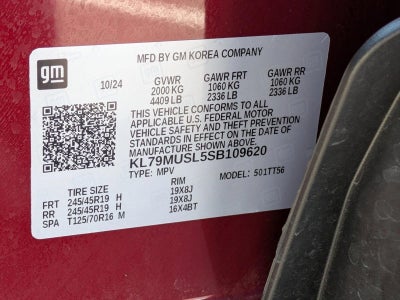 gm
MFD BY GM KOREA COMPANY
10/24 GVWR GAWR FRT GAWR RR
2000 KG 1060 KG 1060 KG
4409 LB 2336 LB 2336 LB
THIS VEHICLE CONFORMS TO ALL
APPLICABLE U.S. FEDERAL MOTOR
VEHICLE SAFETY AND THEFT PREVENTION
STANDARDS IN EFFECT ON THE DATE OF
MANUFACTURE SHOWN ABOVE.
KL79MUSL5SB109620
TYPE: MPV MODEL: 501TT56
TIRE SIZE RIM
FRT 245/45R19 H 19X8J
RR 245/45R19 H 19X8J
SPA T125/70R16 M 16X4BT